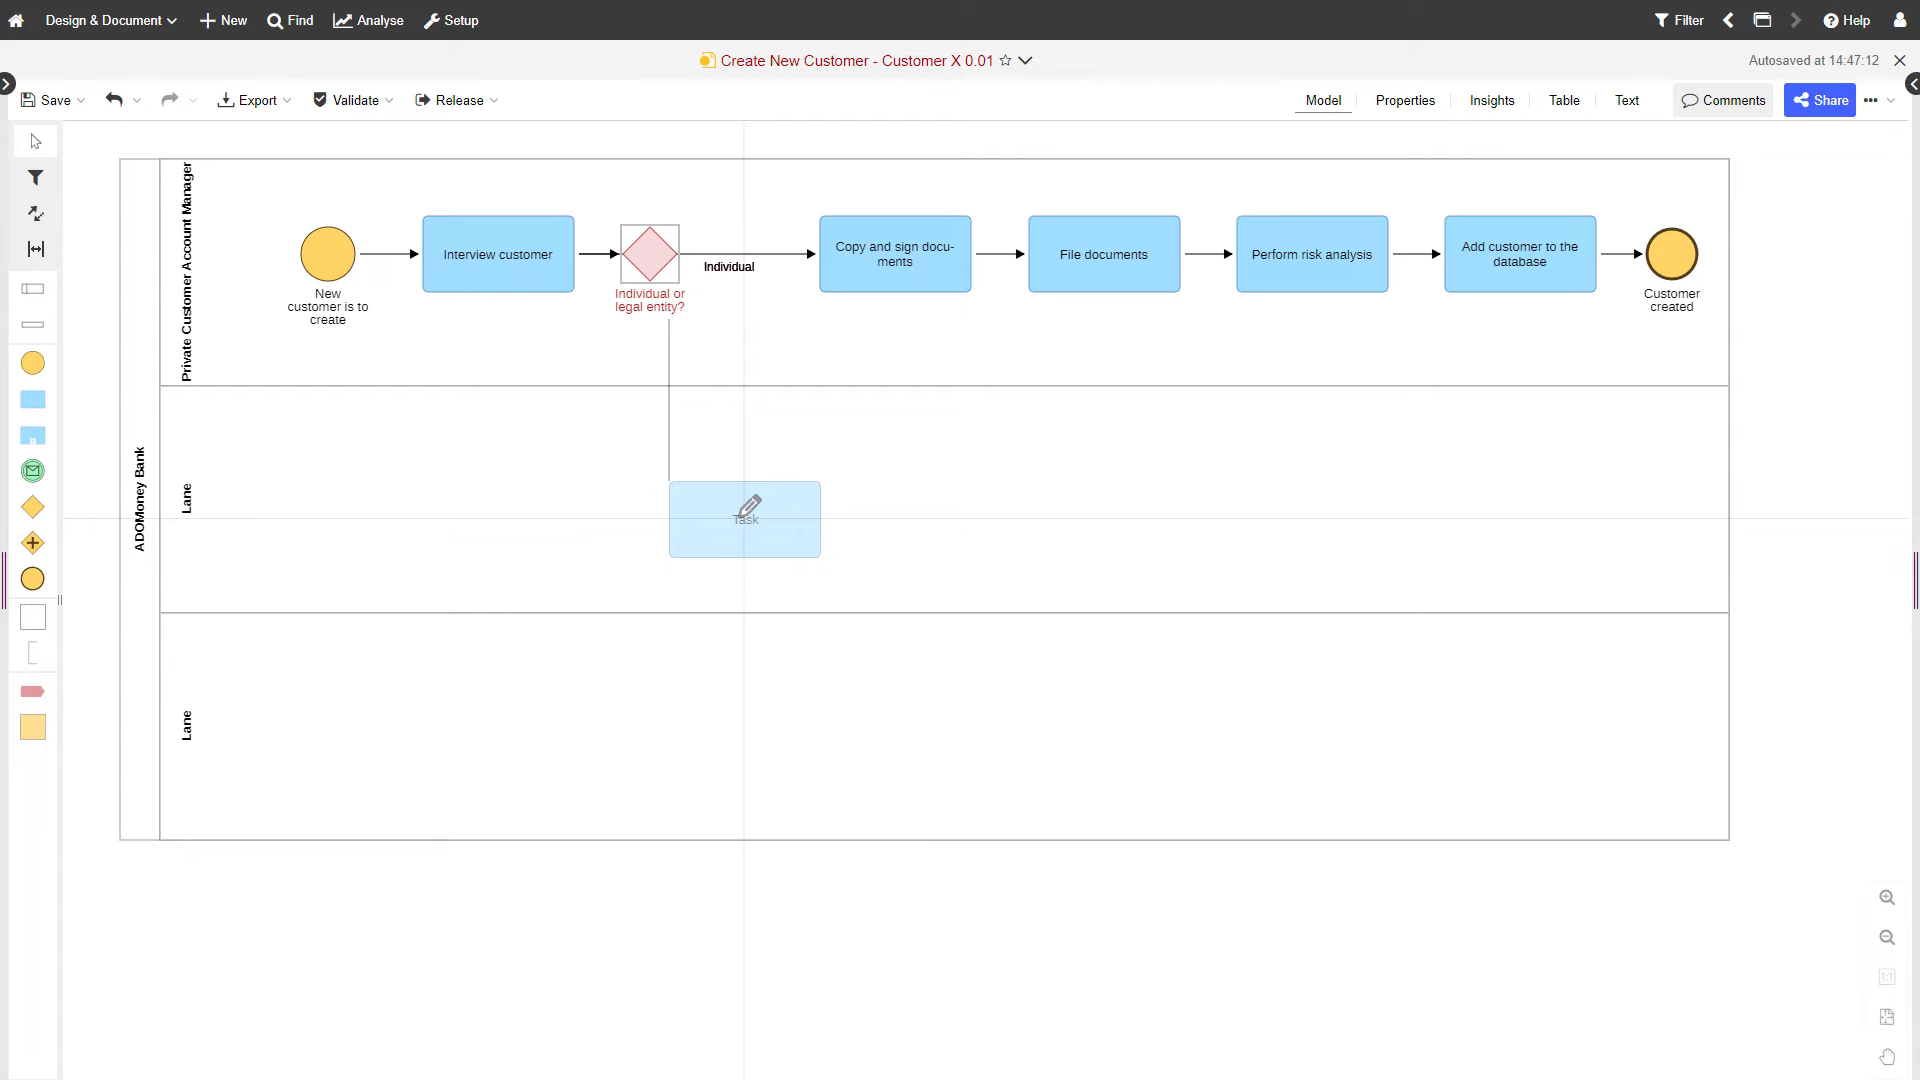 Design & Document
New
Find
Analyse
Setup
Filter
Help
Create New Customer - Customer X 0.01
Autosaved at 14:47:12
Save
Export
Validate
Release
Model
Properties
Insights
Table
Text
Comments
Share
ADOMoney Bank
Private Customer Account Manager
New
customer is to
create
Interview customer
Individual or
legal entity?
Individual
Copy and sign docu-
ments
File documents
Perform risk analysis
Add customer to the
database
Customer
created
Lane
Task
Lane
1:1